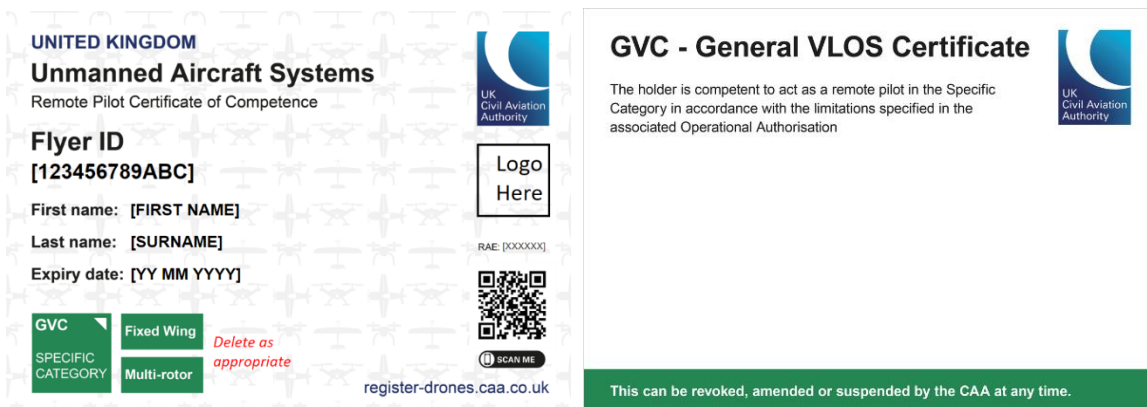 UNITED KINGDOM
Unmanned Aircraft Systems
Remote Pilot Certificate of Competence
UK
Civil Aviation
Authority
Flyer ID
[123456789ABC]
Logo
Here
First name: [FIRST NAME]
Last name: [SURNAME]
RAE: [XXXXXX]
Expiry date: [YY MM YYYY]
GVC
SPECIFIC
CATEGORY
Fixed Wing
Multi-rotor
Delete as
appropriate
SCAN ME
register-drones.caa.co.uk
GVC - General VLOS Certificate
The holder is competent to act as a remote pilot in the Specific
Category in accordance with the limitations specified in the
associated Operational Authorisation
UK
Civil Aviation
Authority
This can be revoked, amended or suspended by the CAA at any time.